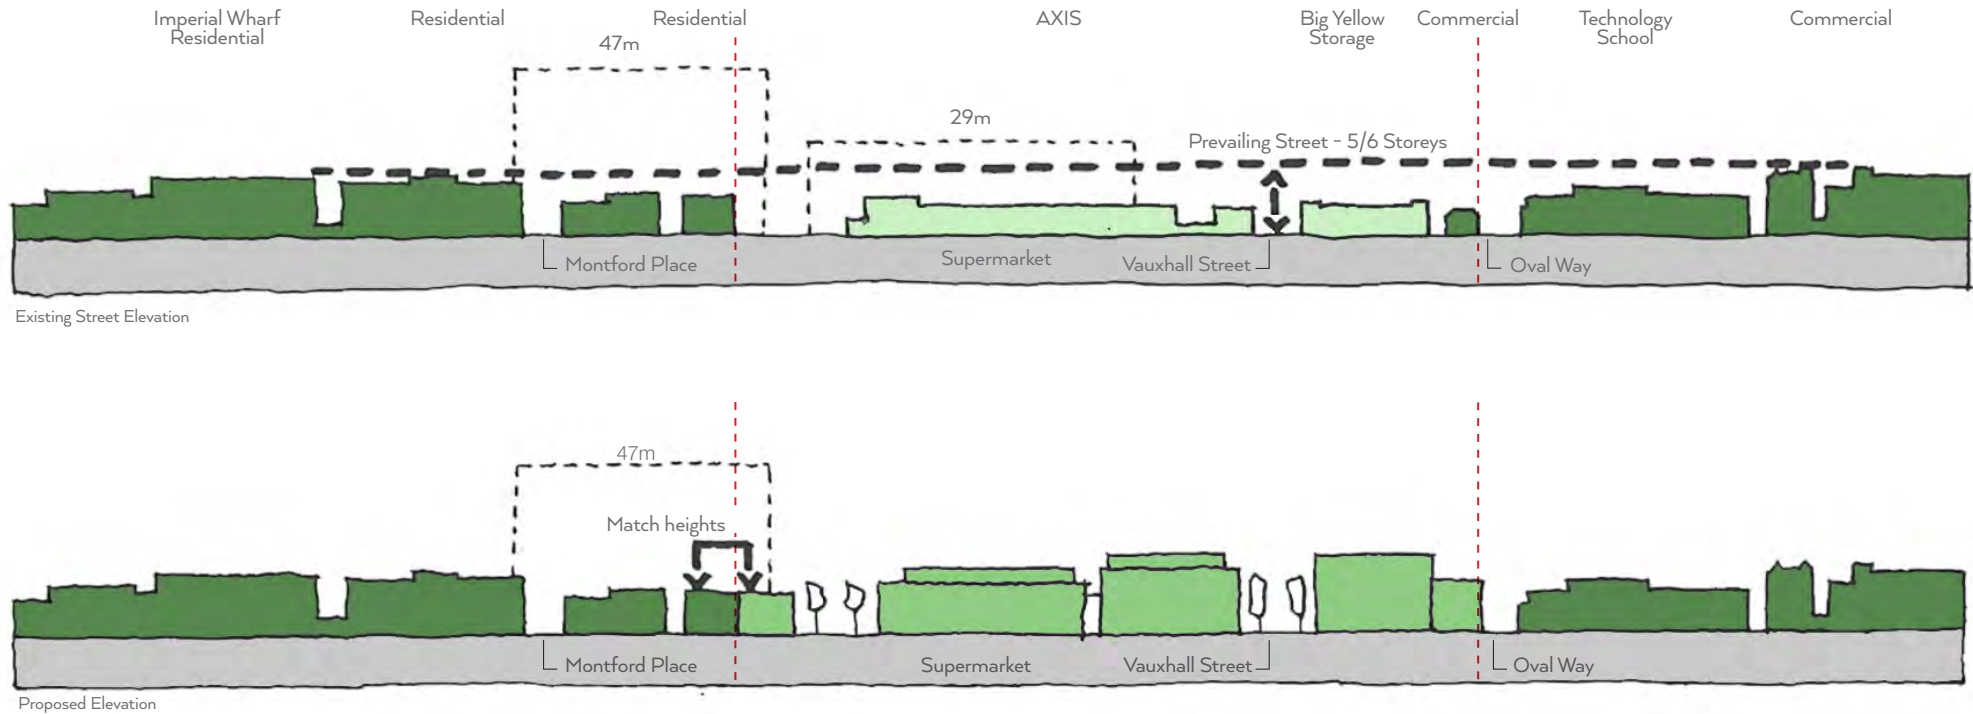 Imperial Wharf
Residential
Residential
Residential
AXIS
Big Yellow
Storage
Commercial
Technology
School
Commercial
47m
29m
Prevailing Street - 5/6 Storeys
Montford Place
Supermarket
Vauxhall Street
Oval Way
Existing Street Elevation
47m
Match heights
Montford Place
Supermarket
Vauxhall Street
Oval Way
Proposed Elevation